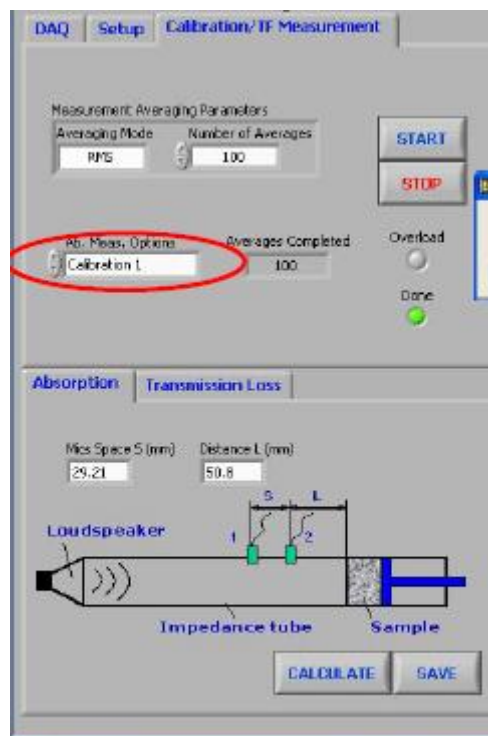 DAQ Setup Calibration/TF Measurement
Measurement Averaging Parameters
Averaging Mode Number of Averages
RMS 100
START
STOP
Ab. Meas. Options Averages Completed Overload
Calibration 1 100
Done
Absorption Transmission Loss
Mics Space S (mm) Distance L (mm)
29.21 50.8
S L
Loudspeaker 1 2
Impedance tube Sample
CALCULATE SAVE